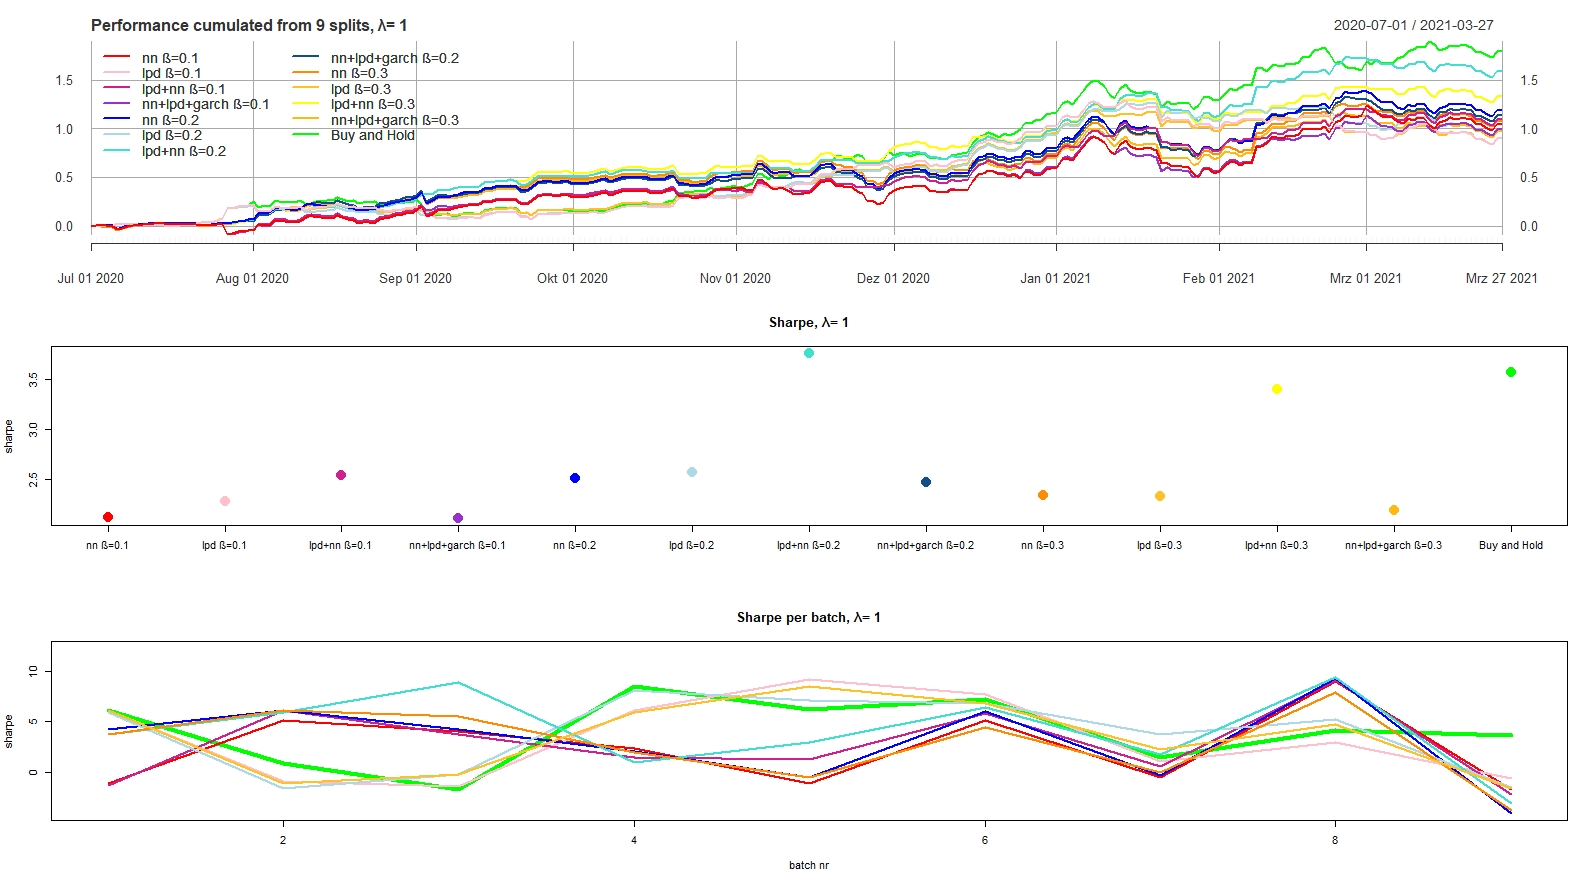 Performance cumulated from 9 splits, λ= 1
2020-07-01 / 2021-03-27
nn ß=0.1
lpd ß=0.1
lpd+nn ß=0.1
nn+lpd+garch ß=0.1
nn ß=0.2
lpd ß=0.2
lpd+nn ß=0.2
nn+lpd+garch ß=0.2
nn ß=0.3
lpd ß=0.3
lpd+nn ß=0.3
nn+lpd+garch ß=0.3
Buy and Hold
1.5 1.5
1.0 1.0
0.5 0.5
0.0 0.0
Jul 01 2020 Aug 01 2020 Sep 01 2020 Okt 01 2020 Nov 01 2020 Dez 01 2020 Jan 01 2021 Feb 01 2021 Mrz 01 2021 Mrz 27 2021
Sharpe, λ= 1
sharpe
3.5
3.0
2.5
nn ß=0.1 lpd ß=0.1 lpd+nn ß=0.1 nn+lpd+garch ß=0.1 nn ß=0.2 lpd ß=0.2 lpd+nn ß=0.2 nn+lpd+garch ß=0.2 nn ß=0.3 lpd ß=0.3 lpd+nn ß=0.3 nn+lpd+garch ß=0.3 Buy and Hold
Sharpe per batch, λ= 1
sharpe
10
5
0
2 4 6 8
batch nr